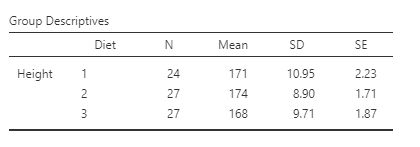 Group Descriptives
Diet N Mean SD SE
Height 1 24 171 10.95 2.23
2 27 174 8.90 1.71
3 27 168 9.71 1.87